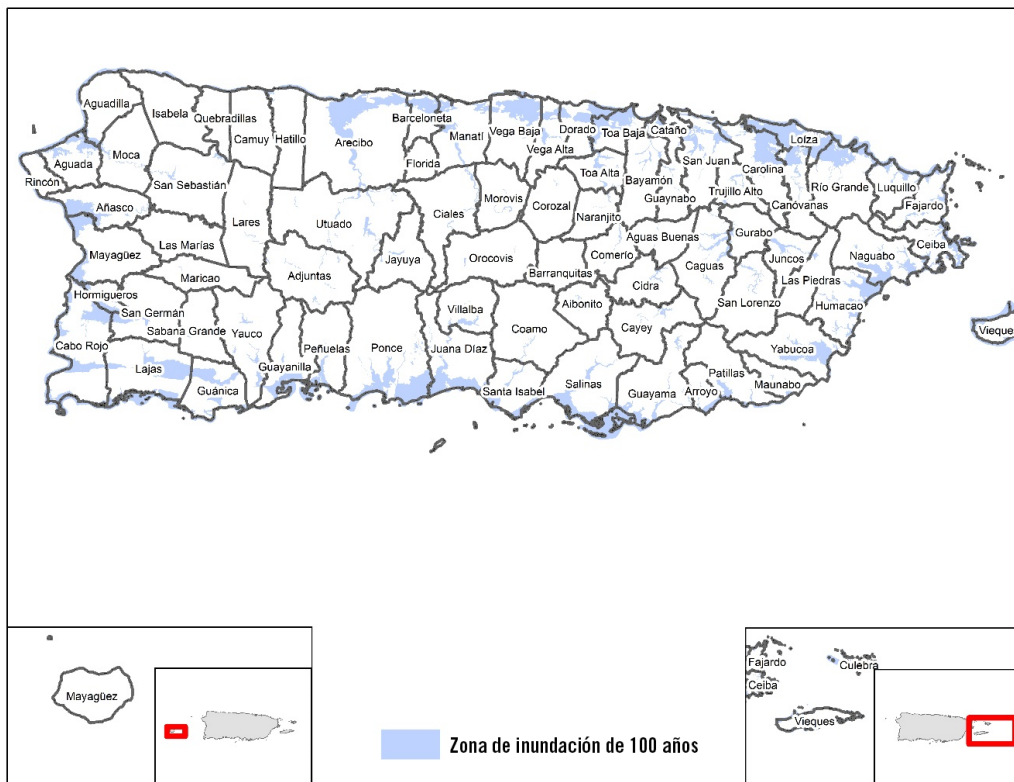 Aguadilla
Isabela
Quebradillas
Camuy
Hatillo
Arecibo
Barceloneta
Manatí
Vega Baja
Vega Alta
Dorado
Toa Baja
Cataño
Loíza
Rincón
Aguada
Moca
San Sebastián
Florida
Toa Alta
Bayamón
San Juan
Guaynabo
Trujillo Alto
Carolina
Canóvanas
Río Grande
Luquillo
Fajardo
Añasco
Lares
Utuado
Ciales
Morovis
Corozal
Naranjito
Mayagüez
Las Marías
Maricao
Adjuntas
Jayuya
Orocovis
Barranquitas
Comerío
Aguas Buenas
Caguas
Gurabo
Juncos
Las Piedras
Naguabo
Ceiba
Hormigueros
San Germán
Sabana Grande
Yauco
Villalba
Coamo
Aibonito
Cidra
Cayey
San Lorenzo
Humacao
Vieques
Cabo Rojo
Lajas
Guánica
Guayanilla
Peñuelas
Ponce
Juana Díaz
Santa Isabel
Salinas
Guayama
Arroyo
Patillas
Maunabo
Yabucoa
Mayagüez
Fajardo
Ceiba
Culebra
Vieques
Zona de inundación de 100 años